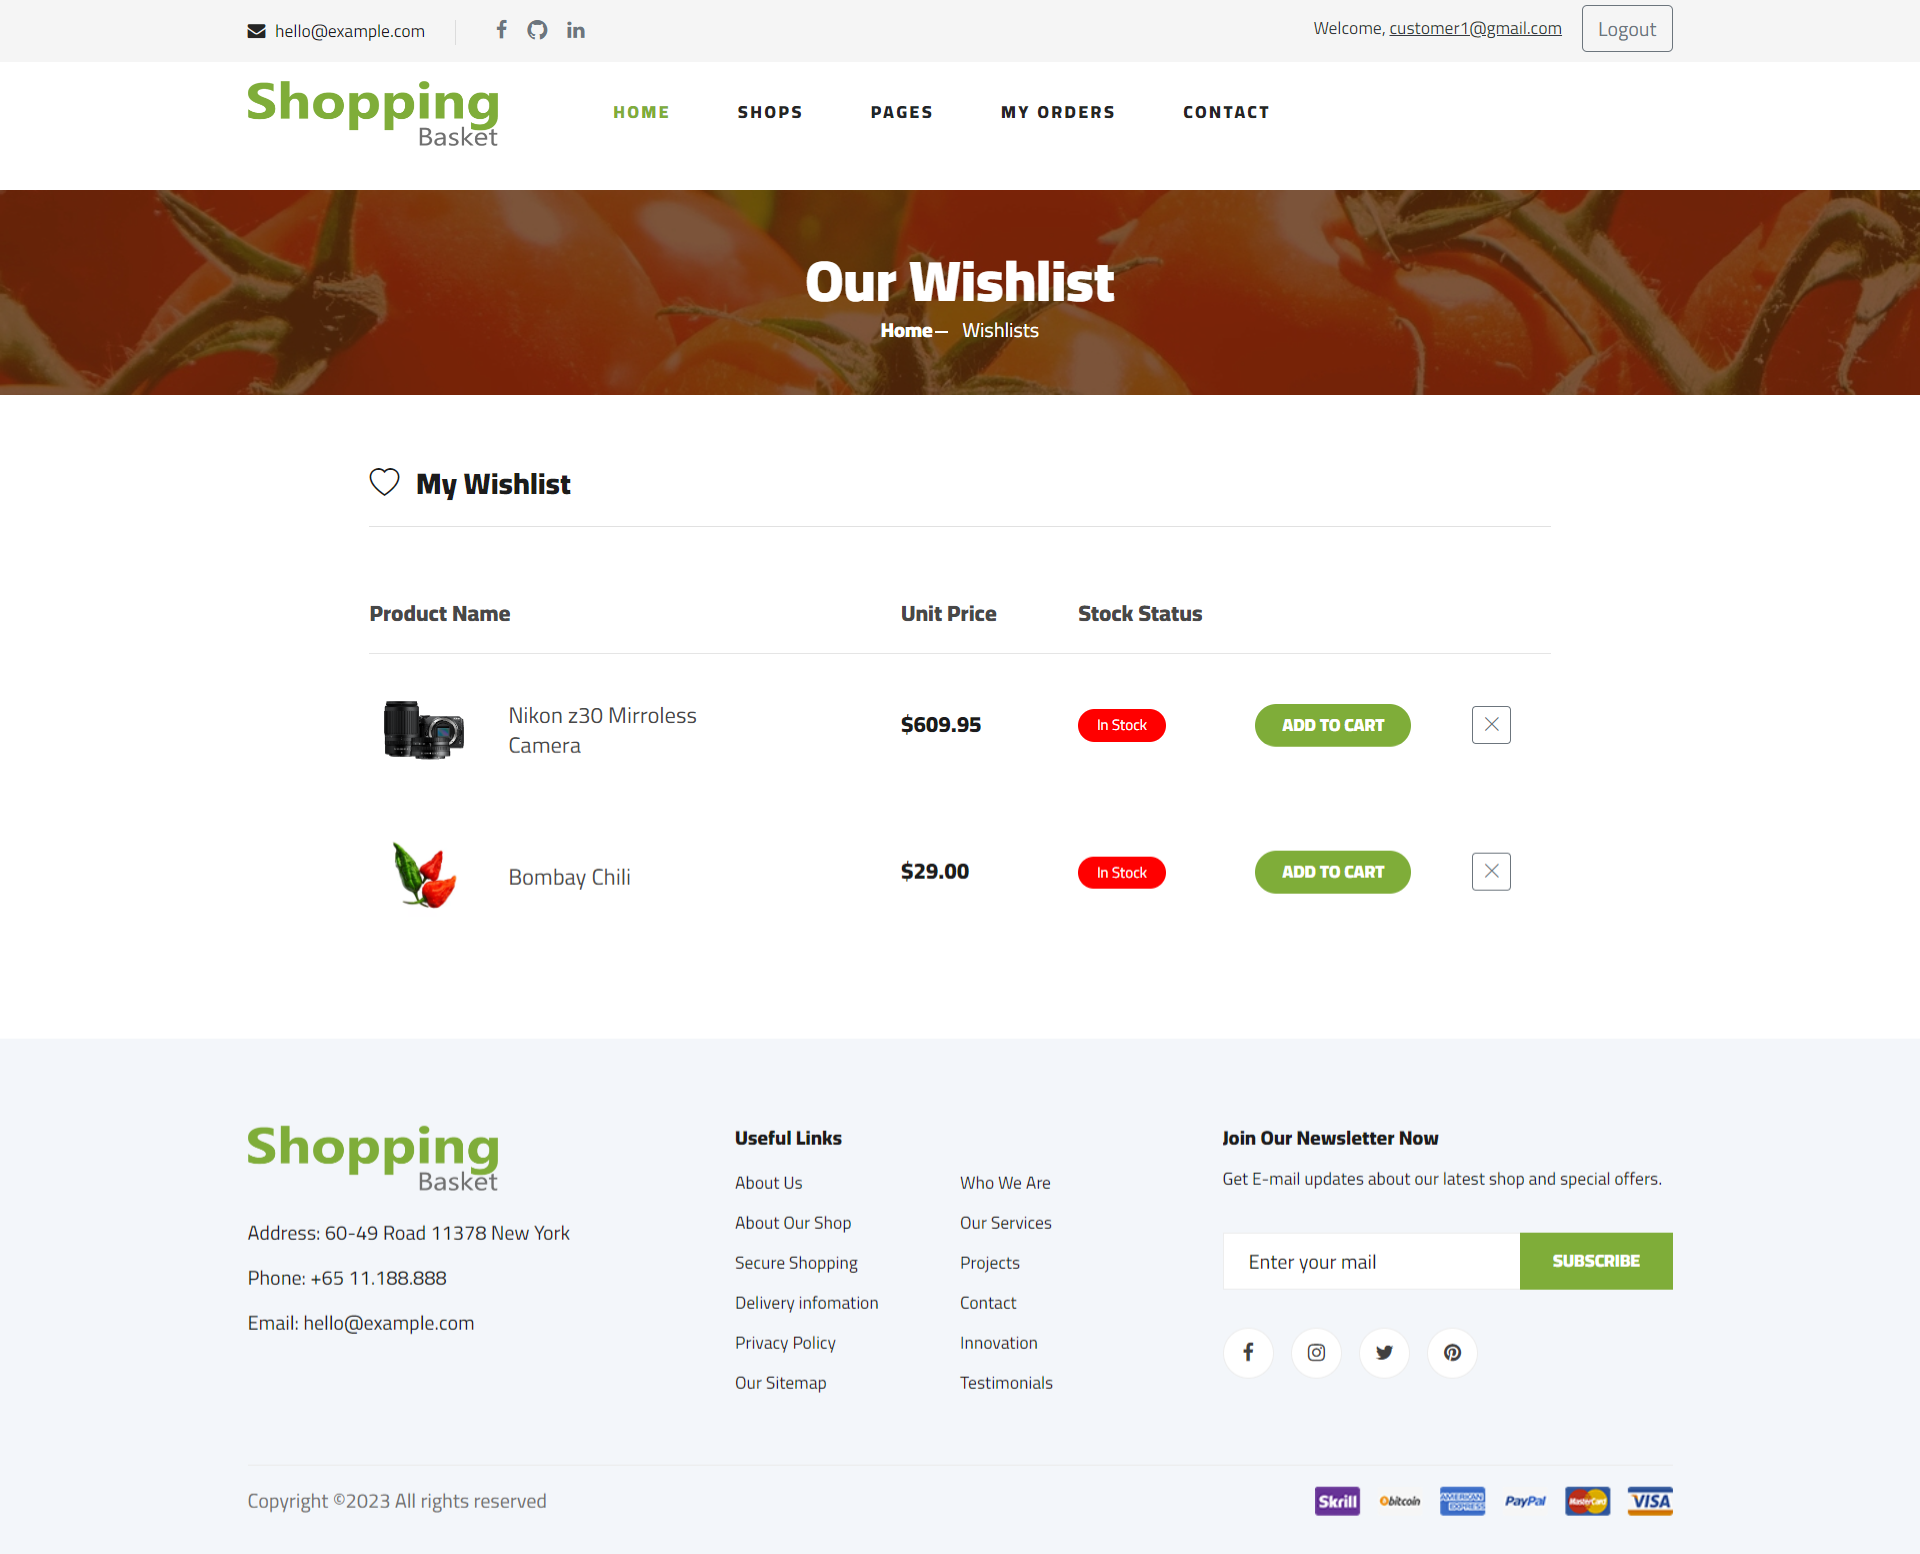 hello@example.com
Welcome, customer1@gmail.com
Logout
Shopping
Basket
HOME
SHOPS
PAGES
MY ORDERS
CONTACT
Our Wishlist
Home – Wishlists
My Wishlist
Product Name
Unit Price
Stock Status
Nikon z30 Mirroless
Camera
$609.95
In Stock
ADD TO CART
Bombay Chili
$29.00
In Stock
ADD TO CART
Shopping
Basket
Address: 60-49 Road 11378 New York
Phone: +65 11.188.888
Email: hello@example.com
Useful Links
About Us
About Our Shop
Secure Shopping
Delivery infomation
Privacy Policy
Our Sitemap
Who We Are
Our Services
Projects
Contact
Innovation
Testimonials
Join Our Newsletter Now
Get E-mail updates about our latest shop and special offers.
Enter your mail
SUBSCRIBE
Copyright ©2023 All rights reserved
Skrill
bitcoin
AMERICAN
EXPRESS
PayPal
MasterCard
VISA